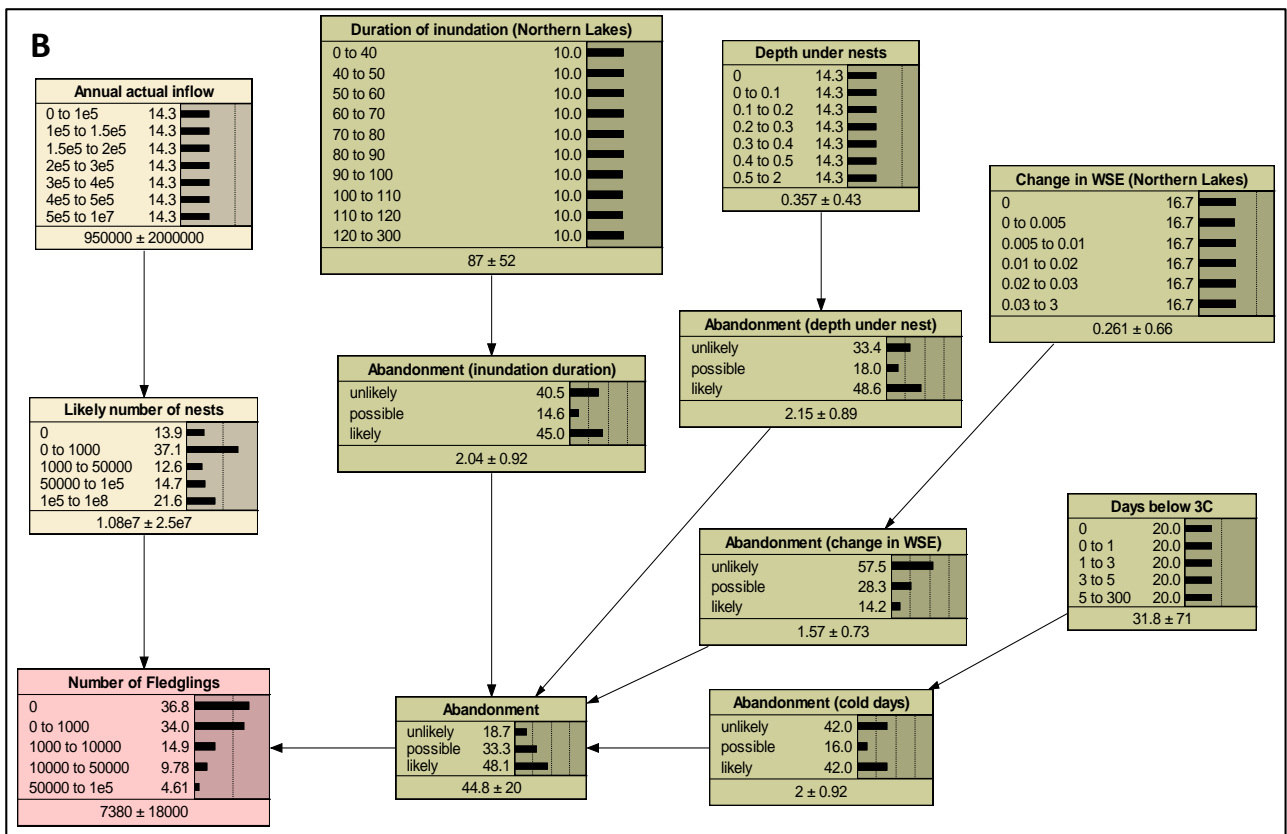 B
Annual actual inflow
0 to 1e5 14.3
1e5 to 1.5e5 14.3
1.5e5 to 2e5 14.3
2e5 to 3e5 14.3
3e5 to 4e5 14.3
4e5 to 5e5 14.3
5e5 to 1e7 14.3
950000 ± 2000000
Duration of inundation (Northern Lakes)
0 to 40 10.0
40 to 50 10.0
50 to 60 10.0
60 to 70 10.0
70 to 80 10.0
80 to 90 10.0
90 to 100 10.0
100 to 110 10.0
110 to 120 10.0
120 to 300 10.0
87 ± 52
Depth under nests
0 14.3
0 to 0.1 14.3
0.1 to 0.2 14.3
0.2 to 0.3 14.3
0.3 to 0.4 14.3
0.4 to 0.5 14.3
0.5 to 2 14.3
0.357 ± 0.43
Change in WSE (Northern Lakes)
0 16.7
0 to 0.005 16.7
0.005 to 0.01 16.7
0.01 to 0.02 16.7
0.02 to 0.03 16.7
0.03 to 3 16.7
0.261 ± 0.66
Abandonment (depth under nest)
unlikely 33.4
possible 18.0
likely 48.6
2.15 ± 0.89
Abandonment (inundation duration)
unlikely 40.5
possible 14.6
likely 45.0
2.04 ± 0.92
Likely number of nests
0 13.9
0 to 1000 37.1
1000 to 50000 12.6
50000 to 1e5 14.7
1e5 to 1e8 21.6
1.08e7 ± 2.5e7
Abandonment (change in WSE)
unlikely 57.5
possible 28.3
likely 14.2
1.57 ± 0.73
Days below 3C
0 20.0
0 to 1 20.0
1 to 3 20.0
3 to 5 20.0
5 to 300 20.0
31.8 ± 71
Number of Fledglings
0 36.8
0 to 1000 34.0
1000 to 10000 14.9
10000 to 50000 9.78
50000 to 1e5 4.61
7380 ± 18000
Abandonment
unlikely 18.7
possible 33.3
likely 48.1
44.8 ± 20
Abandonment (cold days)
unlikely 42.0
possible 16.0
likely 42.0
2 ± 0.92